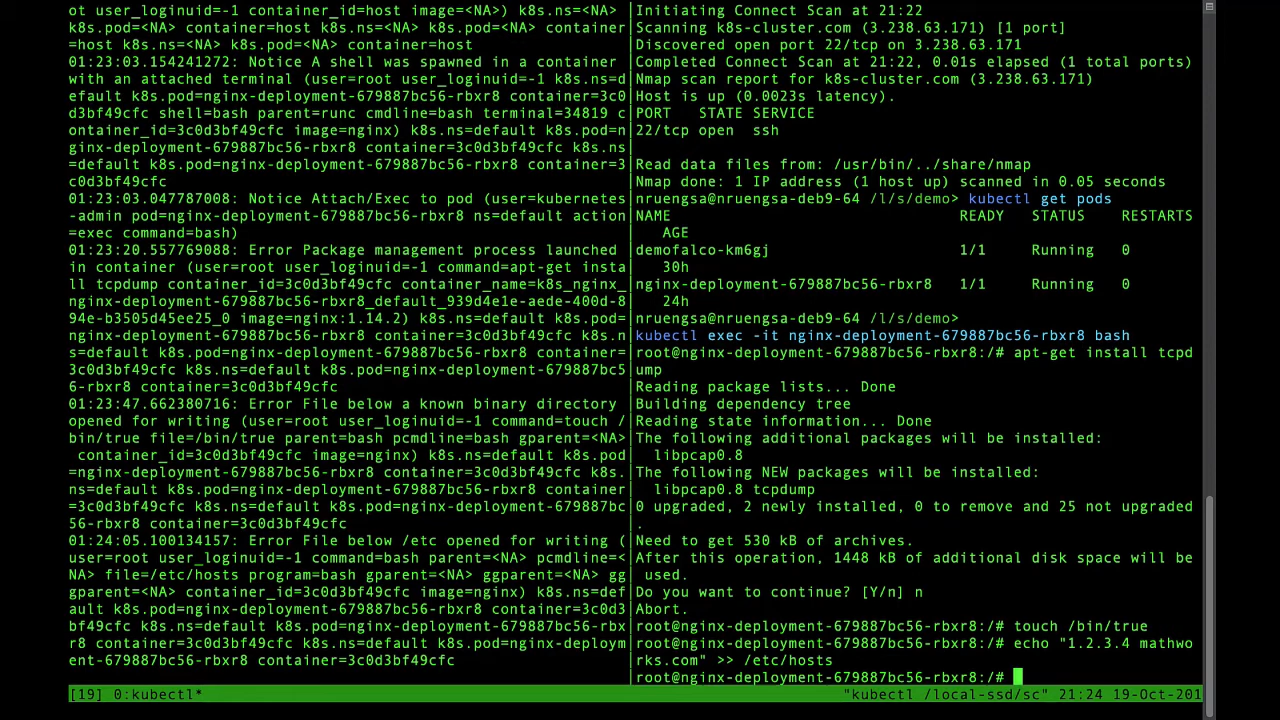 ot user_loginuid=-1 container_id=host image=<NA>) k8s.ns=<NA>
k8s.pod=<NA> container=host k8s.ns=<NA> k8s.pod=<NA> container
=host k8s.ns=<NA> k8s.pod=<NA> container=host
01:23:03.154241272: Notice A shell was spawned in a container
with an attached terminal (user=root user_loginuid=-1 k8s.ns=d
efault k8s.pod=nginx-deployment-679887bc56-rbxr8 container=3c0
d3bf49cfc shell=bash parent=runc cmdline=bash terminal=34819 c
ontainer_id=3c0d3bf49cfc image=nginx) k8s.ns=default k8s.pod=n
ginx-deployment-679887bc56-rbxr8 container=3c0d3bf49cfc k8s.ns
=default k8s.pod=nginx-deployment-679887bc56-rbxr8 container=3
c0d3bf49cfc
01:23:03.047787008: Notice Attach/Exec to pod (user=kubernetes
-admin pod=nginx-deployment-679887bc56-rbxr8 ns=default action
=exec command=bash)
01:23:20.557769088: Error Package management process launched
in container (user=root user_loginuid=-1 command=apt-get insta
ll tcpdump container_id=3c0d3bf49cfc container_name=k8s_nginx_
nginx-deployment-679887bc56-rbxr8_default_939d4e1e-aede-400d-8
94e-b3505d45ee25_0 image=nginx:1.14.2) k8s.ns=default k8s.pod=
nginx-deployment-679887bc56-rbxr8 container=3c0d3bf49cfc k8s.n
s=default k8s.pod=nginx-deployment-679887bc56-rbxr8 container=
3c0d3bf49cfc k8s.ns=default k8s.pod=nginx-deployment-679887bc5
6-rbxr8 container=3c0d3bf49cfc
01:23:47.662380716: Error File below a known binary directory
opened for writing (user=root user_loginuid=-1 command=touch /
bin/true file=/bin/true parent=bash pcmdline=bash gparent=<NA>
container_id=3c0d3bf49cfc image=nginx) k8s.ns=default k8s.pod
=nginx-deployment-679887bc56-rbxr8 container=3c0d3bf49cfc k8s.
ns=default k8s.pod=nginx-deployment-679887bc56-rbxr8 container
=3c0d3bf49cfc k8s.ns=default k8s.pod=nginx-deployment-679887bc
56-rbxr8 container=3c0d3bf49cfc
01:24:05.100134157: Error File below /etc opened for writing (
user=root user_loginuid=-1 command=bash parent=<NA> pcmdline=<
NA> file=/etc/hosts program=bash gparent=<NA> ggparent=<NA> gg
gparent=<NA> container_id=3c0d3bf49cfc image=nginx) k8s.ns=def
ault k8s.pod=nginx-deployment-679887bc56-rbxr8 container=3c0d3
bf49cfc k8s.ns=default k8s.pod=nginx-deployment-679887bc56-rbx
r8 container=3c0d3bf49cfc k8s.ns=default k8s.pod=nginx-deploym
ent-679887bc56-rbxr8 container=3c0d3bf49cfc
Initiating Connect Scan at 21:22
Scanning k8s-cluster.com (3.238.63.171) [1 port]
Discovered open port 22/tcp on 3.238.63.171
Completed Connect Scan at 21:22, 0.01s elapsed (1 total ports)
Nmap scan report for k8s-cluster.com (3.238.63.171)
Host is up (0.0023s latency).
PORT   STATE SERVICE
22/tcp open  ssh
Read data files from: /usr/bin/../share/nmap
Nmap done: 1 IP address (1 host up) scanned in 0.05 seconds
nruengsa@nruengsa-deb9-64 /l/s/demo> kubectl get pods
NAME READY STATUS RESTARTS
AGE
demofalco-km6gj 1/1 Running 0
30h
nginx-deployment-679887bc56-rbxr8 1/1 Running 0
24h
nruengsa@nruengsa-deb9-64 /l/s/demo>
kubectl exec -it nginx-deployment-679887bc56-rbxr8 bash
root@nginx-deployment-679887bc56-rbxr8:/# apt-get install tcpd
ump
Reading package lists... Done
Building dependency tree
Reading state information... Done
The following additional packages will be installed:
libpcap0.8
The following NEW packages will be installed:
libpcap0.8 tcpdump
0 upgraded, 2 newly installed, 0 to remove and 25 not upgraded
.
Need to get 530 kB of archives.
After this operation, 1448 kB of additional disk space will be
used.
Do you want to continue? [Y/n] n
Abort.
root@nginx-deployment-679887bc56-rbxr8:/# touch /bin/true
root@nginx-deployment-679887bc56-rbxr8:/# echo "1.2.3.4 mathwo
rks.com" >> /etc/hosts
root@nginx-deployment-679887bc56-rbxr8:/#
[19] 0:kubectl* "kubectl /local-ssd/sc" 21:24 19-Oct-201